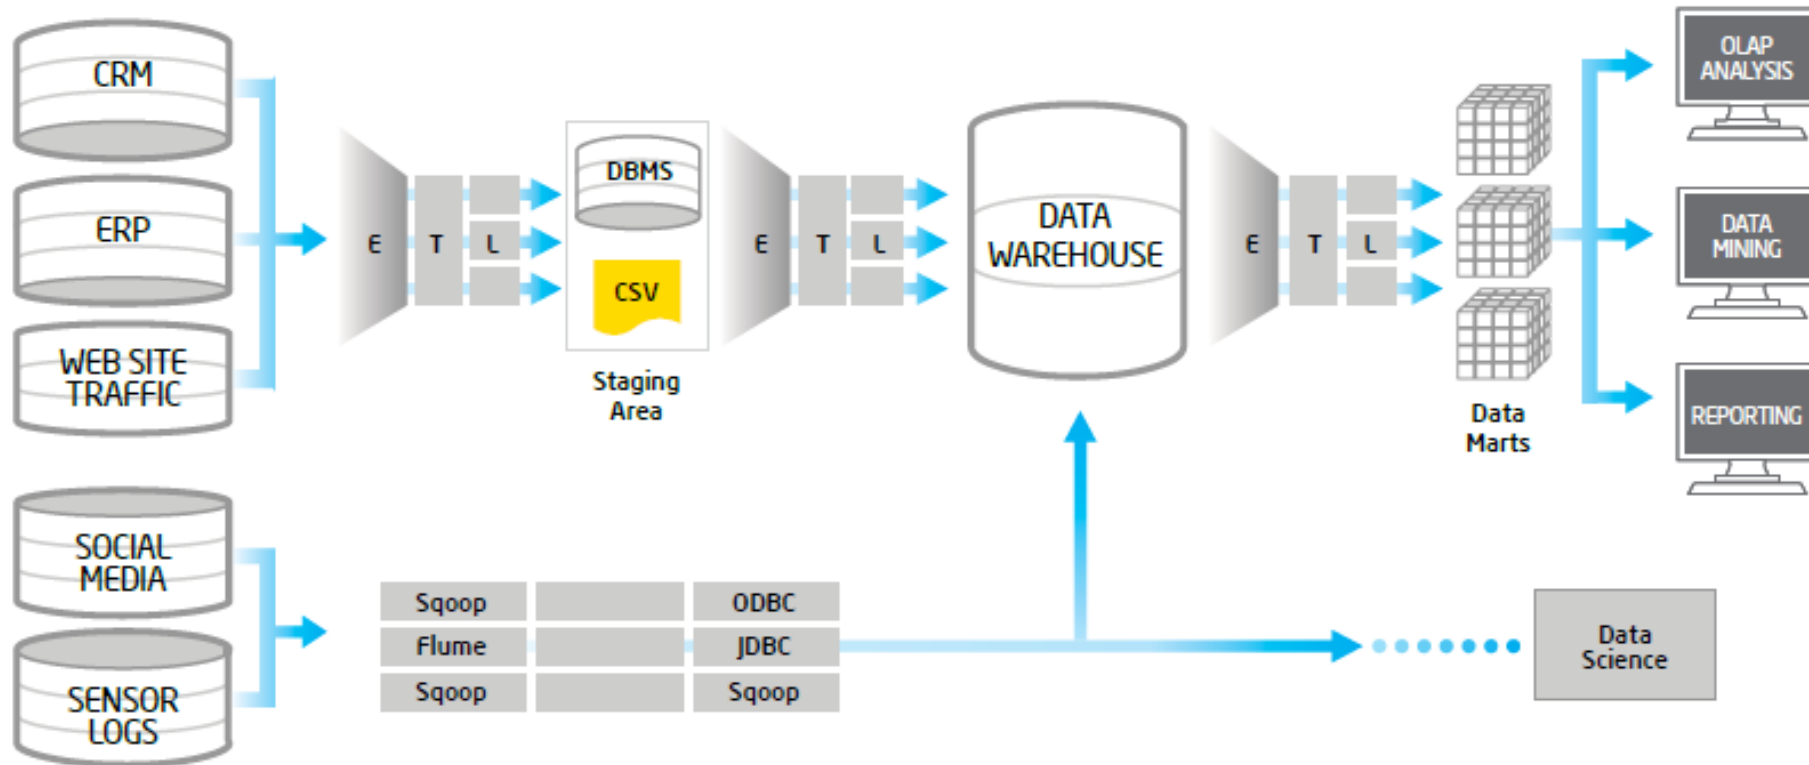 CRM
ERP
WEB SITE
TRAFFIC
SOCIAL
MEDIA
SENSOR
LOGS
E T L
DBMS
CSV
Staging
Area
E T L
DATA
WAREHOUSE
E T L
Data
Marts
OLAP
ANALYSIS
DATA
MINING
REPORTING
Sqoop ODBC
Flume JDBC
Sqoop Sqoop
Data
Science